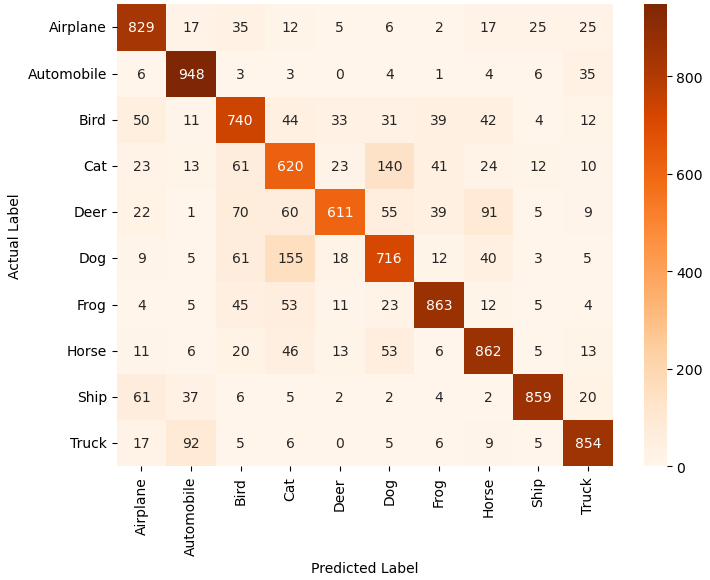 Airplane 829 17 35 12 5 6 2 17 25 25
Automobile 6 948 3 3 0 4 1 4 6 35
800
Bird 50 11 740 44 33 31 39 42 4 12
Cat 23 13 61 620 23 140 41 24 12 10
600
Deer 22 1 70 60 611 55 39 91 5 9
Actual Label
Dog 9 5 61 155 18 716 12 40 3 5
400
Frog 4 5 45 53 11 23 863 12 5 4
Horse 11 6 20 46 13 53 6 862 5 13
200
Ship 61 37 6 5 2 2 4 2 859 20
Truck 17 92 5 6 0 5 6 9 5 854
0
Airplane Automobile Bird Cat Deer Dog Frog Horse Ship Truck
Predicted Label